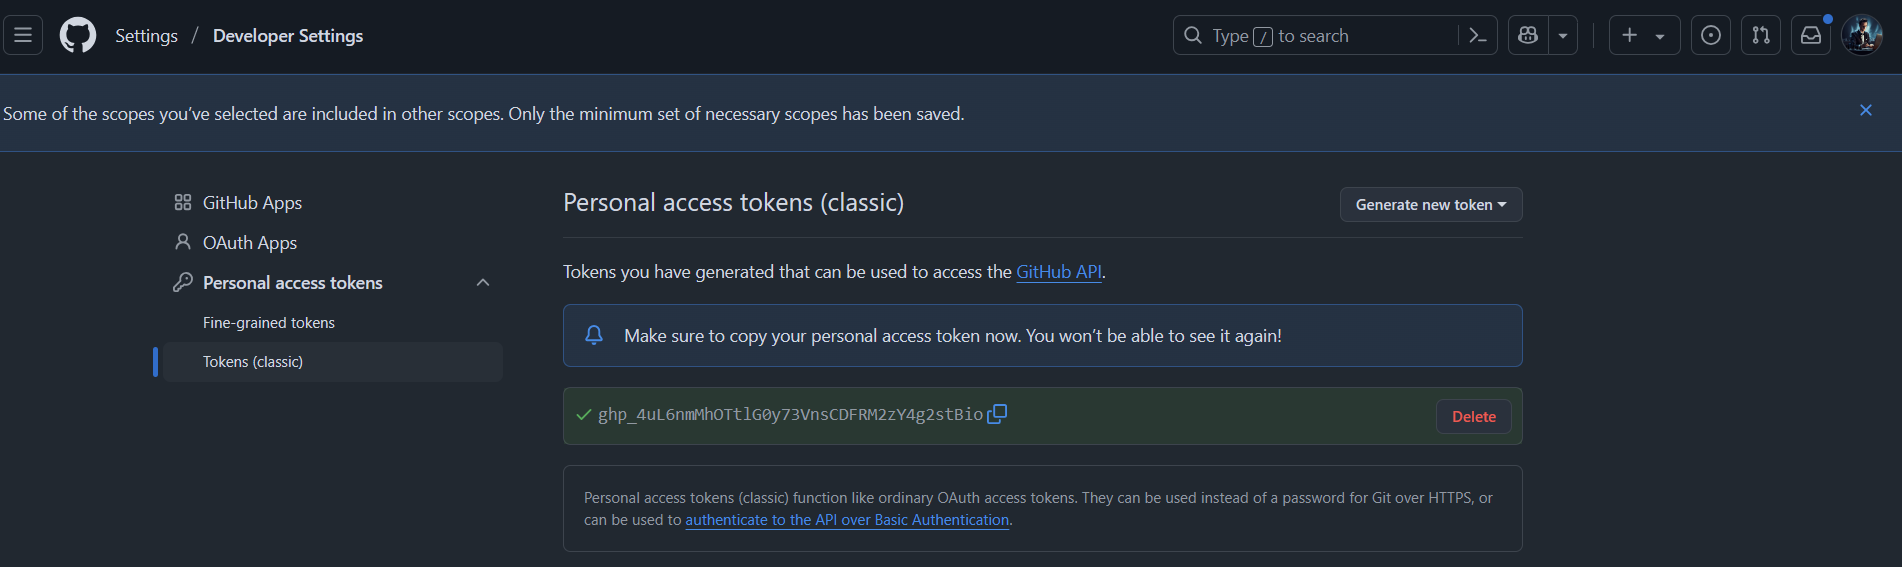 Settings / Developer Settings
Type / to search
Some of the scopes you’ve selected are included in other scopes. Only the minimum set of necessary scopes has been saved.
GitHub Apps
OAuth Apps
Personal access tokens
Fine-grained tokens
Tokens (classic)
Personal access tokens (classic)
Generate new token
Tokens you have generated that can be used to access the GitHub API.
Make sure to copy your personal access token now. You won’t be able to see it again!
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
Delete
Personal access tokens (classic) function like ordinary OAuth access tokens. They can be used instead of a password for Git over HTTPS, or
can be used to authenticate to the API over Basic Authentication.